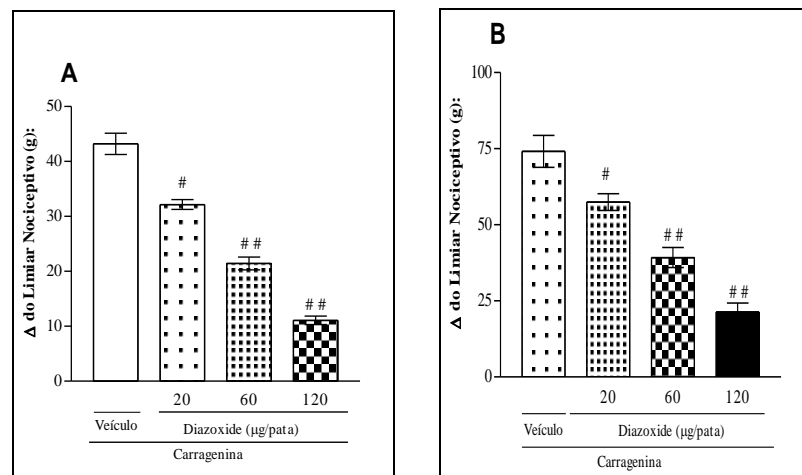 A
Δ do Limiar Nociceptivo (g):
50
40
30
20
10
0
#
# #
# #
20 60 120
Veículo
Diazoxide (µg/pata)
Carragenina
B
Δ do Limiar Nociceptivo (g):
100
75
50
25
0
#
# #
# #
20 60 120
Veículo
Diazoxide (µg/pata)
Carragenina